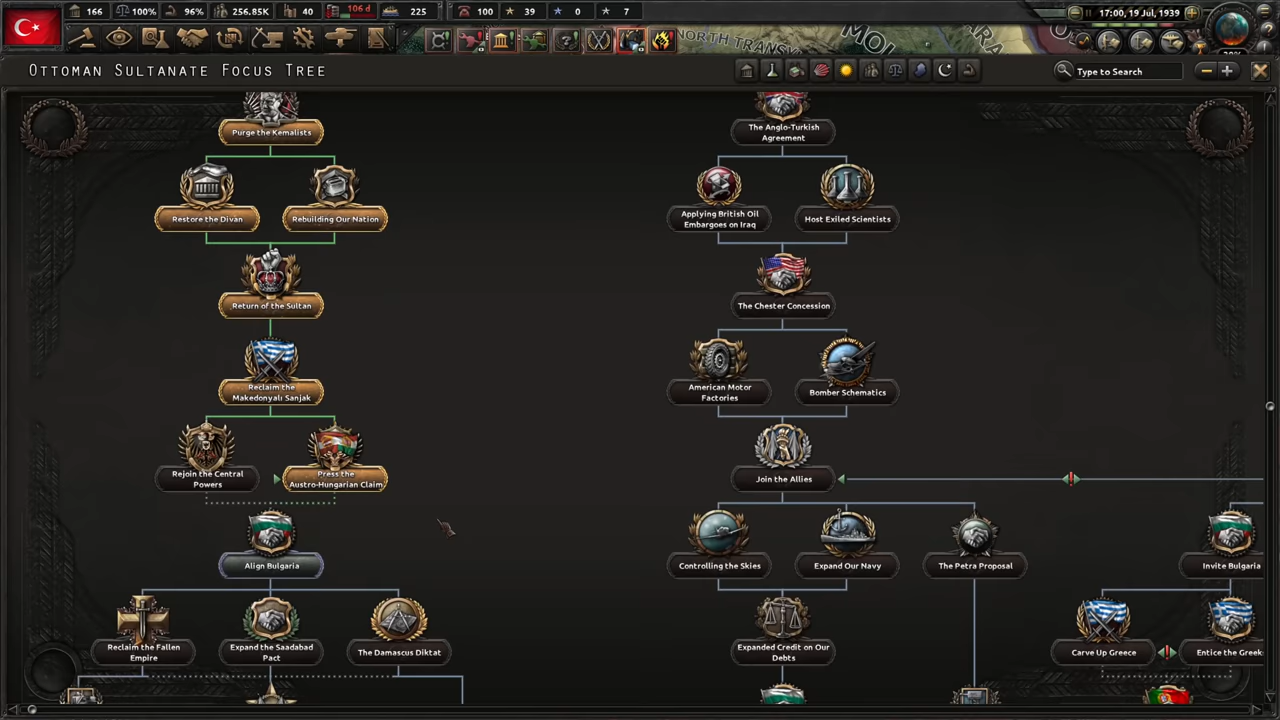 166
100%
96%
256.85K
40
106 d
225
100
39
0
7
17:00, 19 Jul, 1939
NORTH TRANSY
OTTOMAN SULTANATE FOCUS TREE
Type to Search
Purge the Kemalists
The Anglo-Turkish
Agreement
Restore the Divan
Rebuilding Our Nation
Applying British Oil
Embargoes on Iraq
Host Exiled Scientists
Return of the Sultan
The Chester Concession
Reclaim the
Makedonyalı Sanjak
American Motor
Factories
Bomber Schematics
Rejoin the Central
Powers
Press the
Austro-Hungarian Claim
Join the Allies
Align Bulgaria
Controlling the Skies
Expand Our Navy
The Petra Proposal
Invite Bulgaria
Reclaim the Fallen
Empire
Expand the Saadabad
Pact
The Damascus Diktat
Expanded Credit on Our
Debts
Carve Up Greece
Entice the Greek